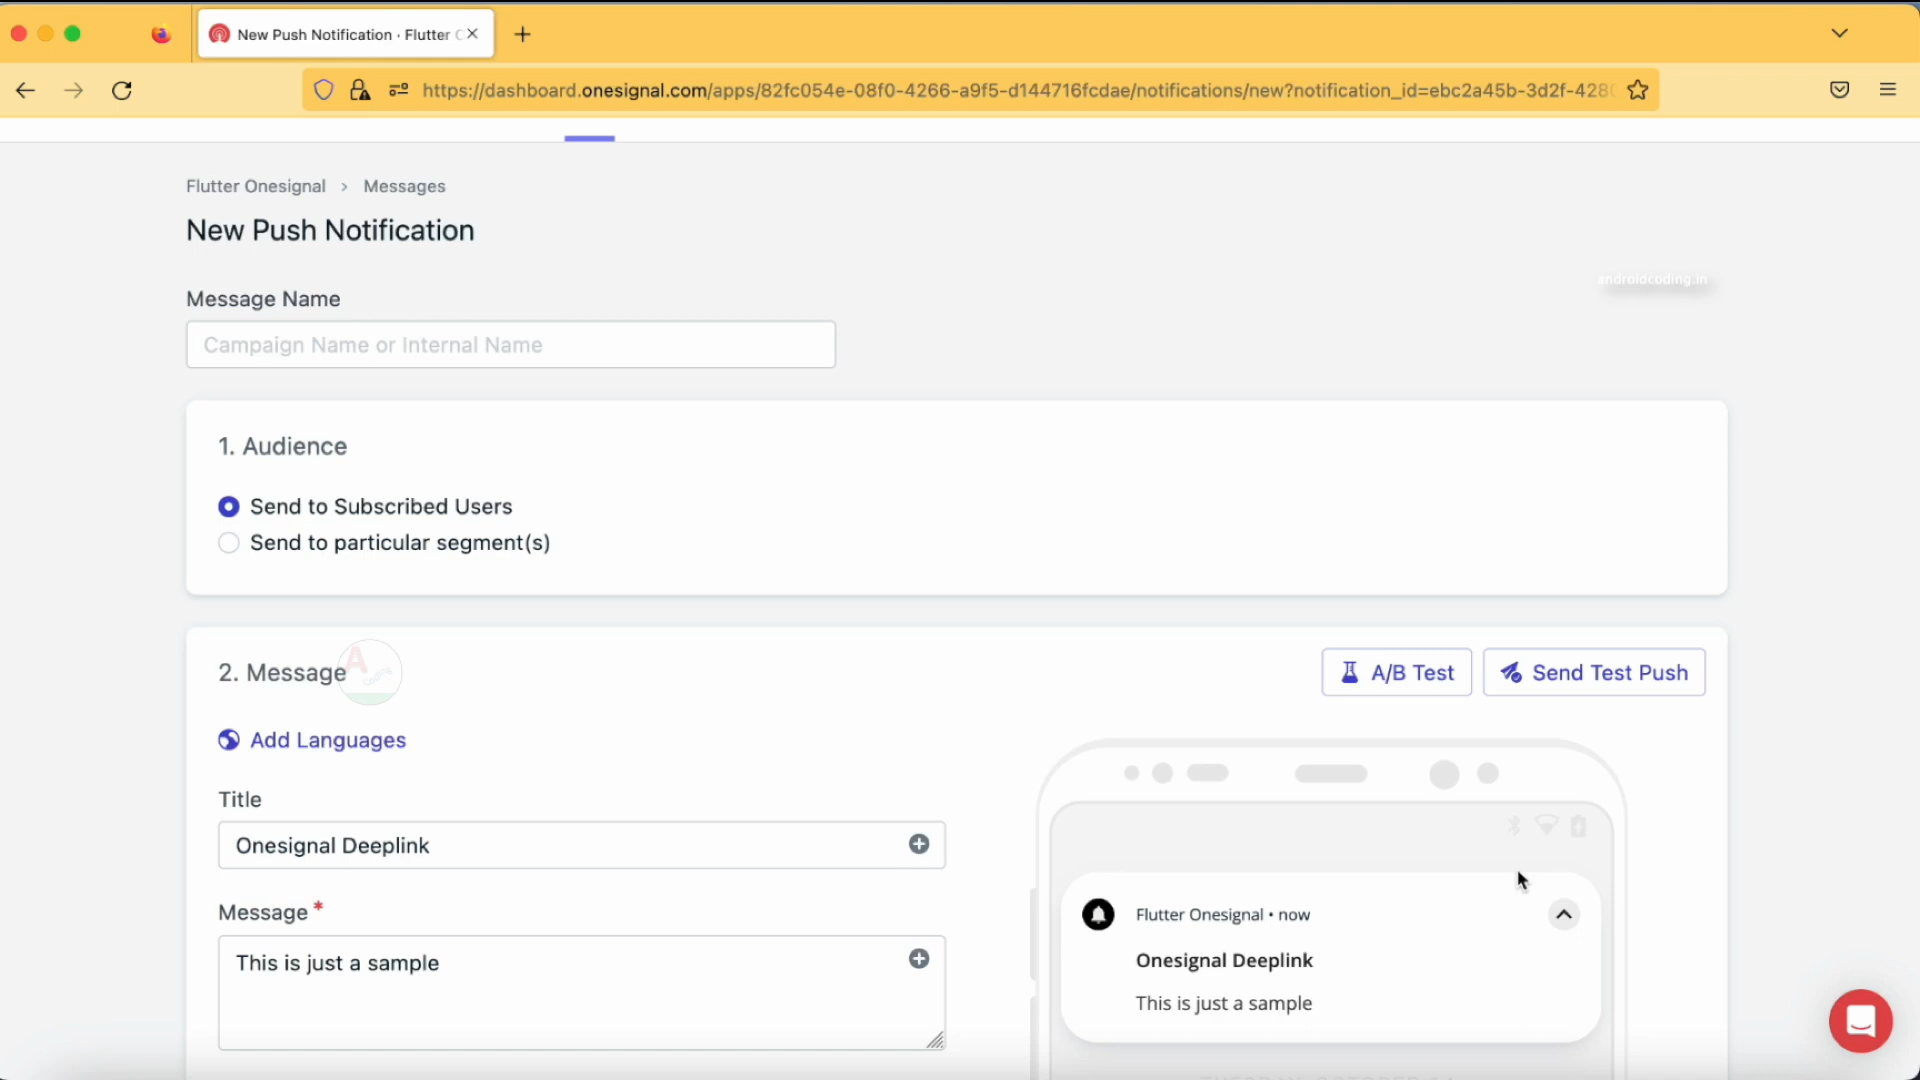 New Push Notification · Flutter
https://dashboard.onesignal.com/apps/82fc054e-08f0-4266-a9f5-d144716fcdae/notifications/new?notification_id=ebc2a45b-3d2f-428
Flutter Onesignal > Messages
New Push Notification
androidcoding.in
Message Name
Campaign Name or Internal Name
1. Audience
Send to Subscribed Users
Send to particular segment(s)
2. Message
A Coding
A/B Test
Send Test Push
Add Languages
Title
Onesignal Deeplink
Message *
This is just a sample
Flutter Onesignal • now
Onesignal Deeplink
This is just a sample